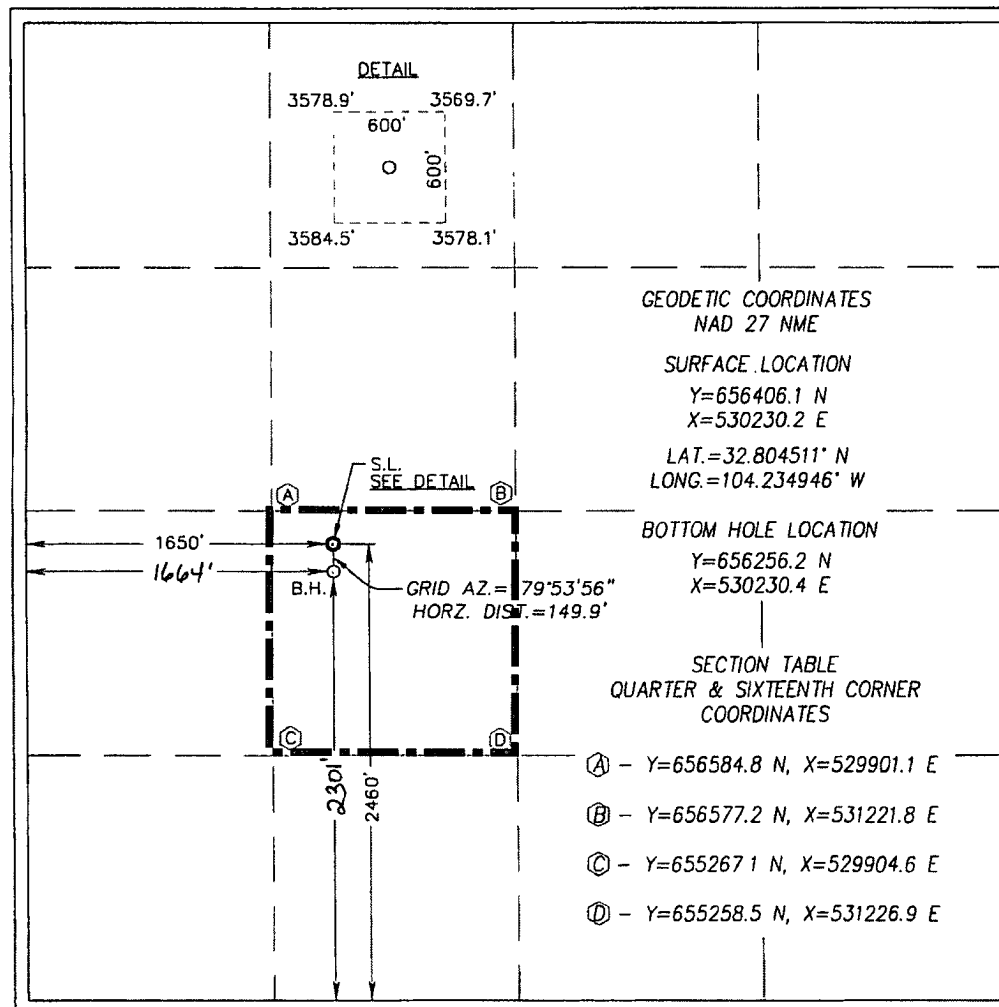 DETAIL
3578.9' 3569.7'
600'
600'
3584.5' 3578.1'
GEODETIC COORDINATES
NAD 27 NME
SURFACE LOCATION
Y=656406.1 N
X=530230.2 E
LAT.=32.804511° N
LONG.=104.234946° W
BOTTOM HOLE LOCATION
Y=656256.2 N
X=530230.4 E
SECTION TABLE
QUARTER & SIXTEENTH CORNER
COORDINATES
A - Y=656584.8 N, X=529901.1 E
B - Y=656577.2 N, X=531221.8 E
C - Y=655267 1 N, X=529904.6 E
D - Y=655258.5 N, X=531226.9 E
A B
S.L.
SEE DETAIL
1650'
1664'
B.H.
GRID AZ.=179°53'56"
HORZ. DIST.=149.9'
C D
2301'
2460'